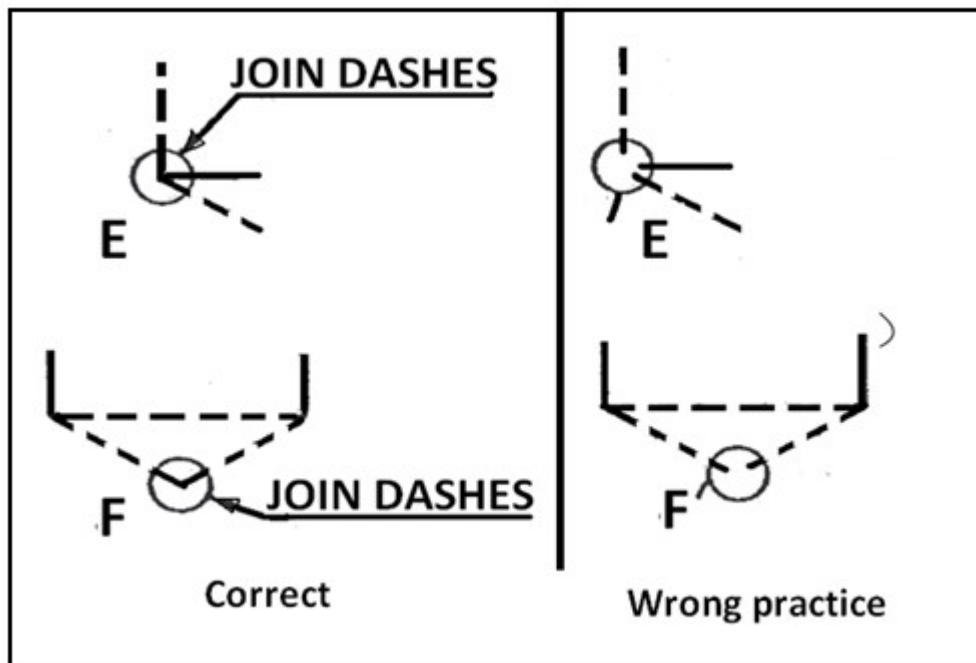 JOIN DASHES
E
E
F
JOIN DASHES
F
Correct
Wrong practice